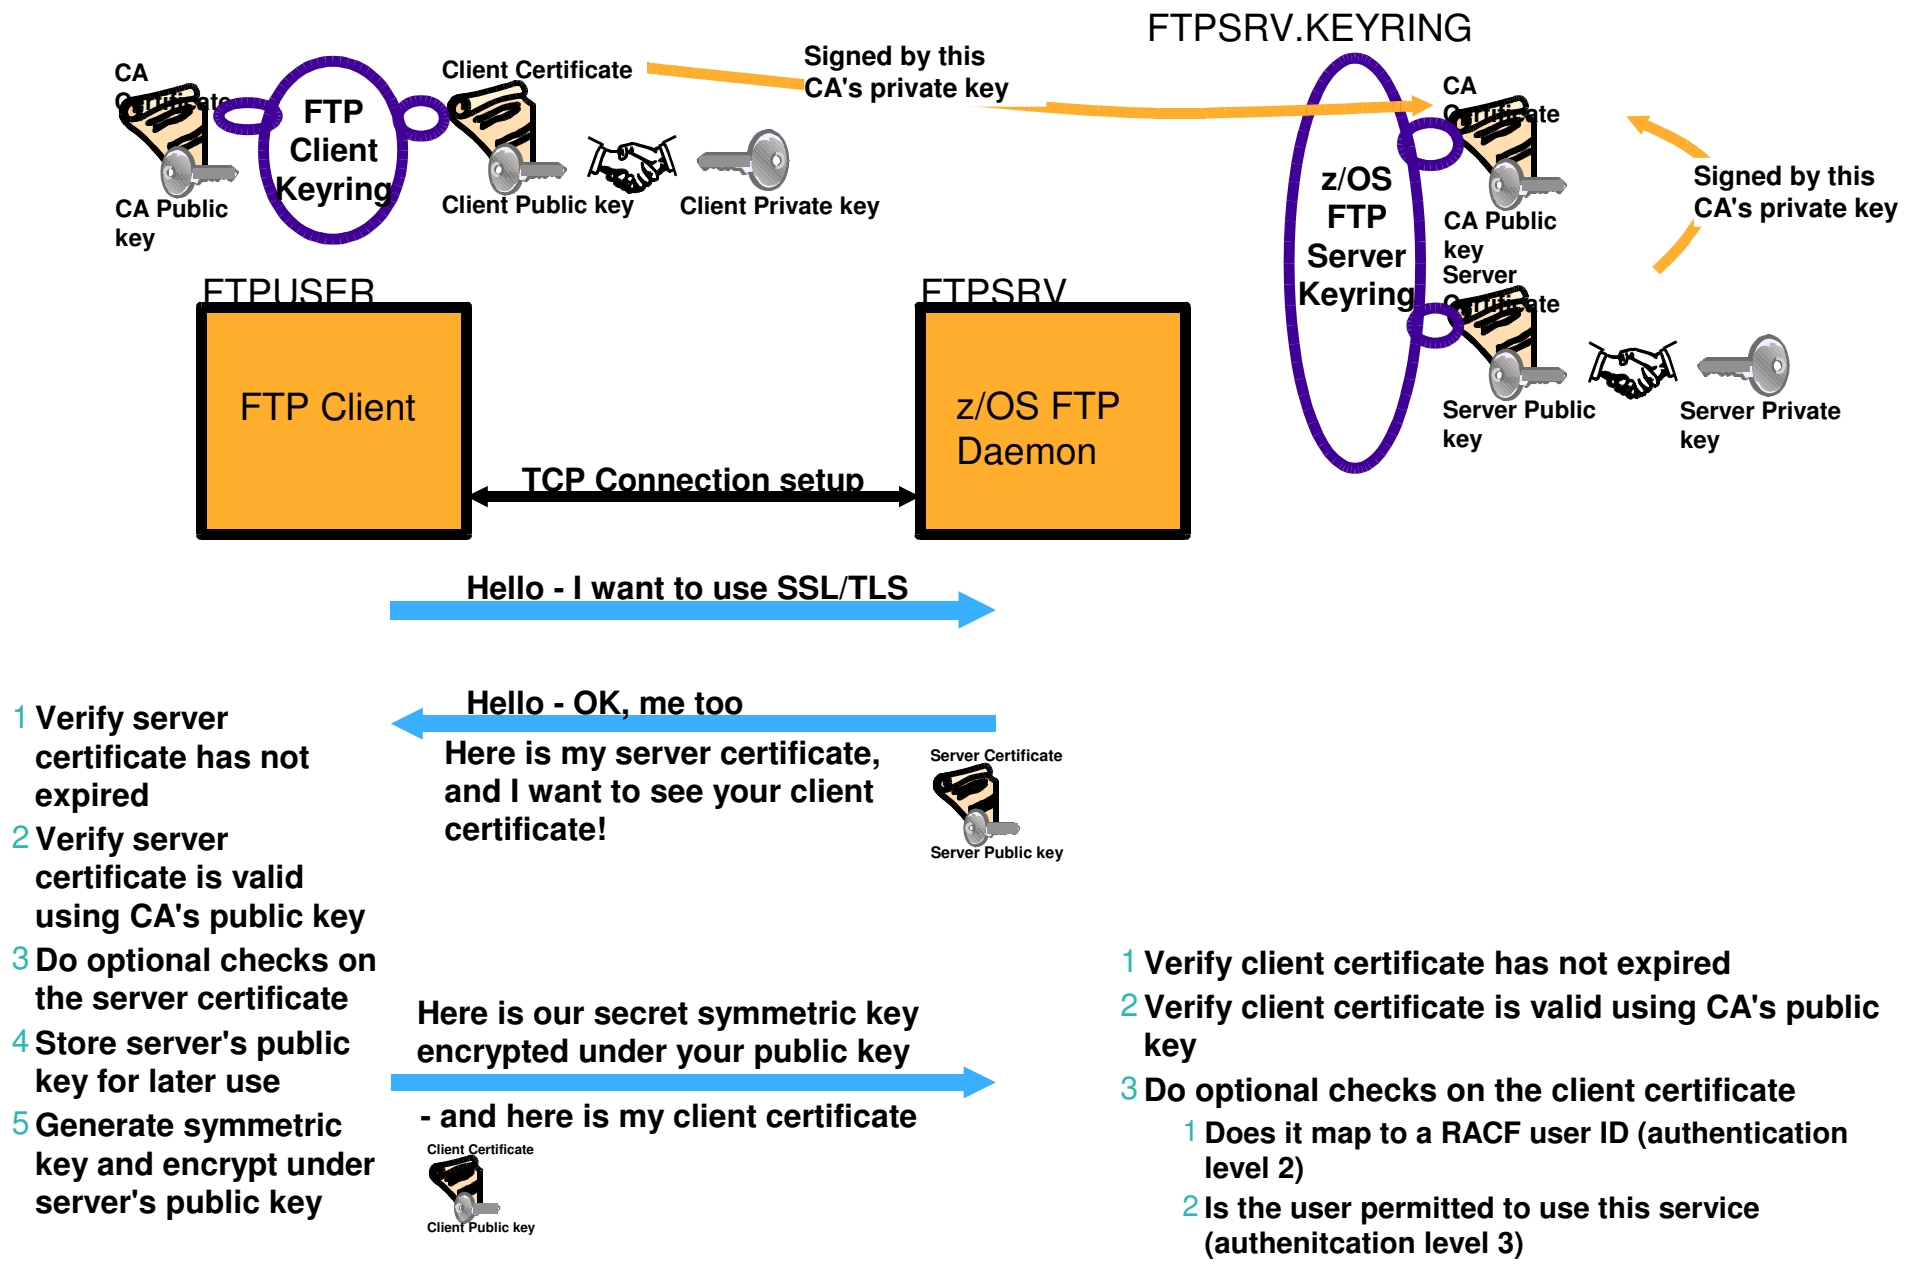 FTPSRV.KEYRING
CA
Certificate
FTP
Client
Keyring
CA Public
key
Client Certificate
Client Public key
Client Private key
Signed by this
CA's private key
z/OS
FTP
Server
Keyring
CA
Certificate
CA Public
key
Signed by this
CA's private key
Server
Certificate
Server Public
key
Server Private
key
FTPUSER
FTP Client
FTPSRV
z/OS FTP
Daemon
TCP Connection setup
Hello - I want to use SSL/TLS
Hello - OK, me too
Here is my server certificate,
and I want to see your client
certificate!
Server Certificate
Server Public key
1 Verify server
certificate has not
expired
2 Verify server
certificate is valid
using CA's public key
3 Do optional checks on
the server certificate
4 Store server's public
key for later use
5 Generate symmetric
key and encrypt under
server's public key
Here is our secret symmetric key
encrypted under your public key
- and here is my client certificate
Client Certificate
Client Public key
1 Verify client certificate has not expired
2 Verify client certificate is valid using CA's public
key
3 Do optional checks on the client certificate
1 Does it map to a RACF user ID (authentication
level 2)
2 Is the user permitted to use this service
(authenitcation level 3)